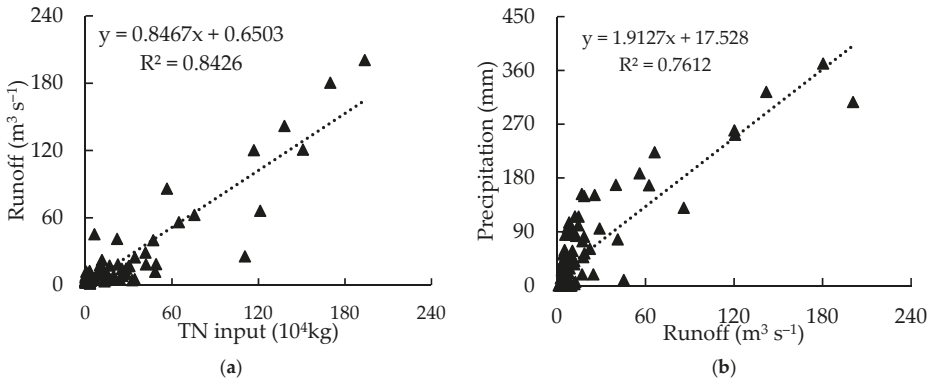 240
180
120
60
0
Runoff (m³ s⁻¹)
y = 0.8467x + 0.6503
R² = 0.8426
0 60 120 180 240
TN input (10⁴kg)
(a)
450
360
270
180
90
0
Precipitation (mm)
y = 1.9127x + 17.528
R² = 0.7612
0 60 120 180 240
Runoff (m³ s⁻¹)
(b)